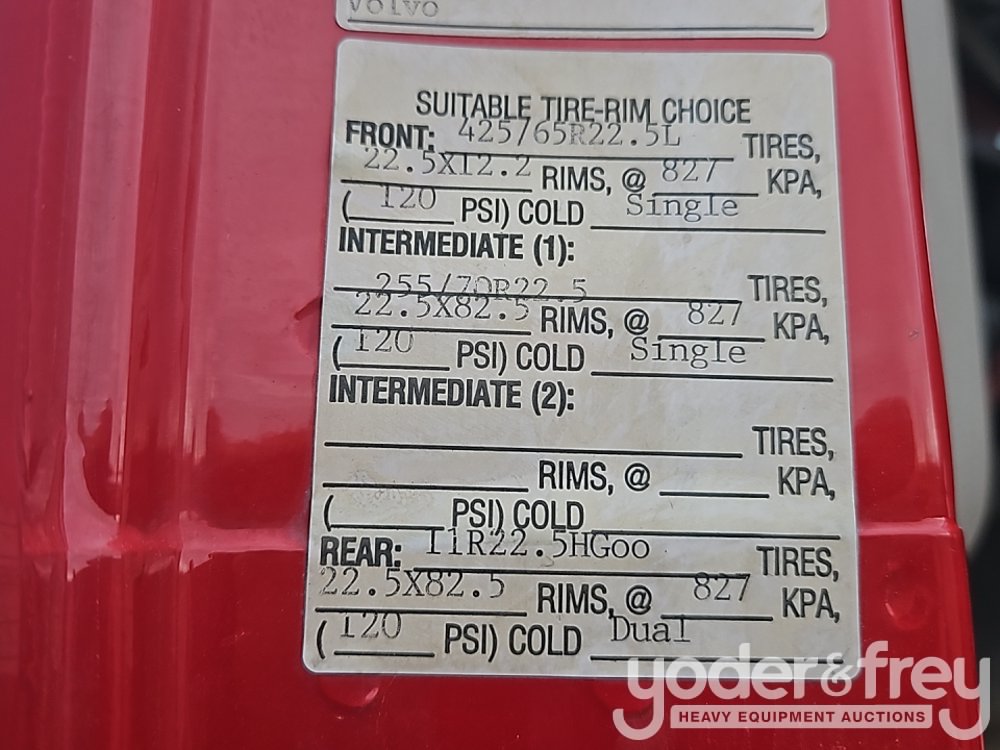 Volvo
SUITABLE TIRE-RIM CHOICE
FRONT: 425/65R22.5L TIRES,
22.5X12.2 RIMS, @ 827 KPA,
( 120 PSI) COLD Single
INTERMEDIATE (1):
255/70R22.5 TIRES,
22.5X82.5 RIMS, @ 827 KPA,
( 120 PSI) COLD Single
INTERMEDIATE (2):
TIRES,
RIMS, @ KPA,
( PSI) COLD
REAR: 11R22.5HGoo TIRES,
22.5X82.5 RIMS, @ 827 KPA,
( 120 PSI) COLD Dual
yoder&frey
HEAVY EQUIPMENT AUCTIONS